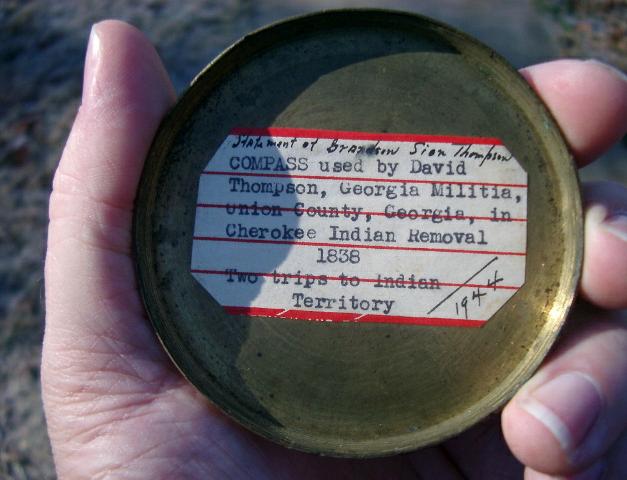 Statement of Grandson Sion Thompson
COMPASS used by David
Thompson, Georgia Militia,
Union County, Georgia, in
Cherokee Indian Removal
1838
Two trips to Indian
Territory
1944